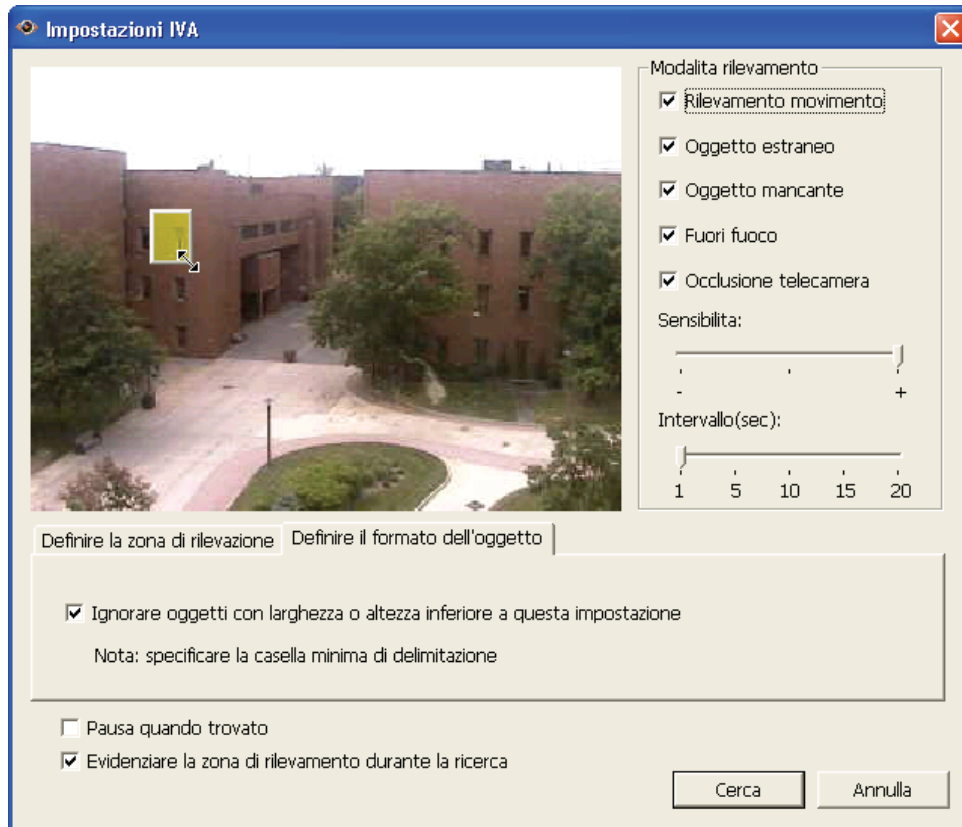 Impostazioni IVA
Modalita rilevamento
Rilevamento movimento
Oggetto estraneo
Oggetto mancante
Fuori fuoco
Occlusione telecamera
Sensibilita:
- +
Intervallo(sec):
1 5 10 15 20
Definire la zona di rilevazione Definire il formato dell'oggetto
Ignorare oggetti con larghezza o altezza inferiore a questa impostazione
Nota: specificare la casella minima di delimitazione
Pausa quando trovato
Evidenziare la zona di rilevamento durante la ricerca
Cerca Annulla